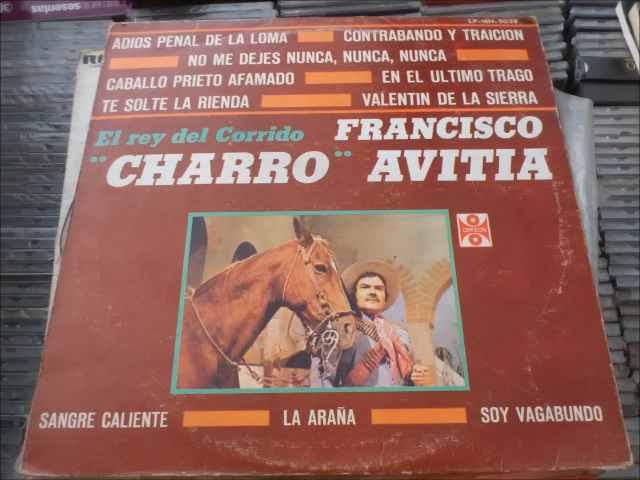 LP-16H-5039
ADIOS PENAL DE LA LOMA CONTRABANDO Y TRAICION
NO ME DEJES NUNCA, NUNCA, NUNCA
CABALLO PRIETO AFAMADO EN EL ULTIMO TRAGO
TE SOLTE LA RIENDA VALENTIN DE LA SIERRA
El rey del Corrido FRANCISCO
"CHARRO" AVITIA
ORFEON
SANGRE CALIENTE LA ARAÑA SOY VAGABUNDO
sesentas